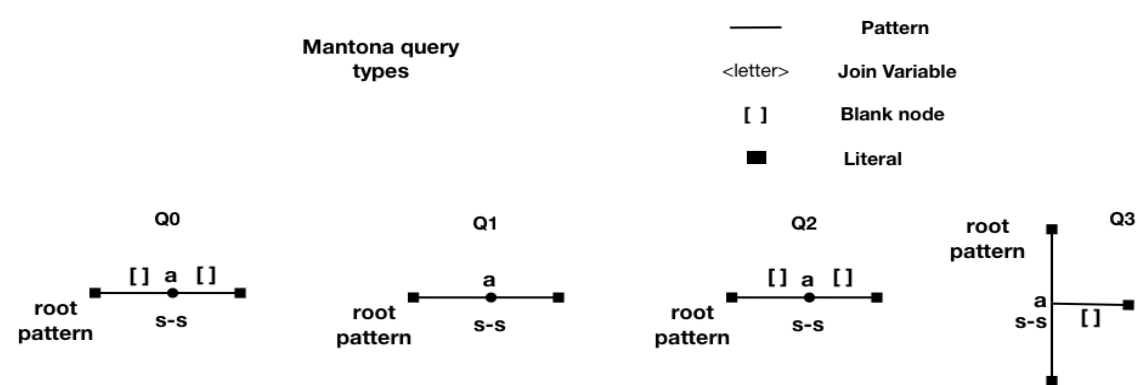 Mantona query
types
Pattern
<letter> Join Variable
[ ] Blank node
Literal
Q0
[ ] a [ ]
root
pattern
s-s
Q1
a
root
pattern
s-s
Q2
[ ] a [ ]
root
pattern
s-s
Q3
root
pattern
a
s-s [ ]